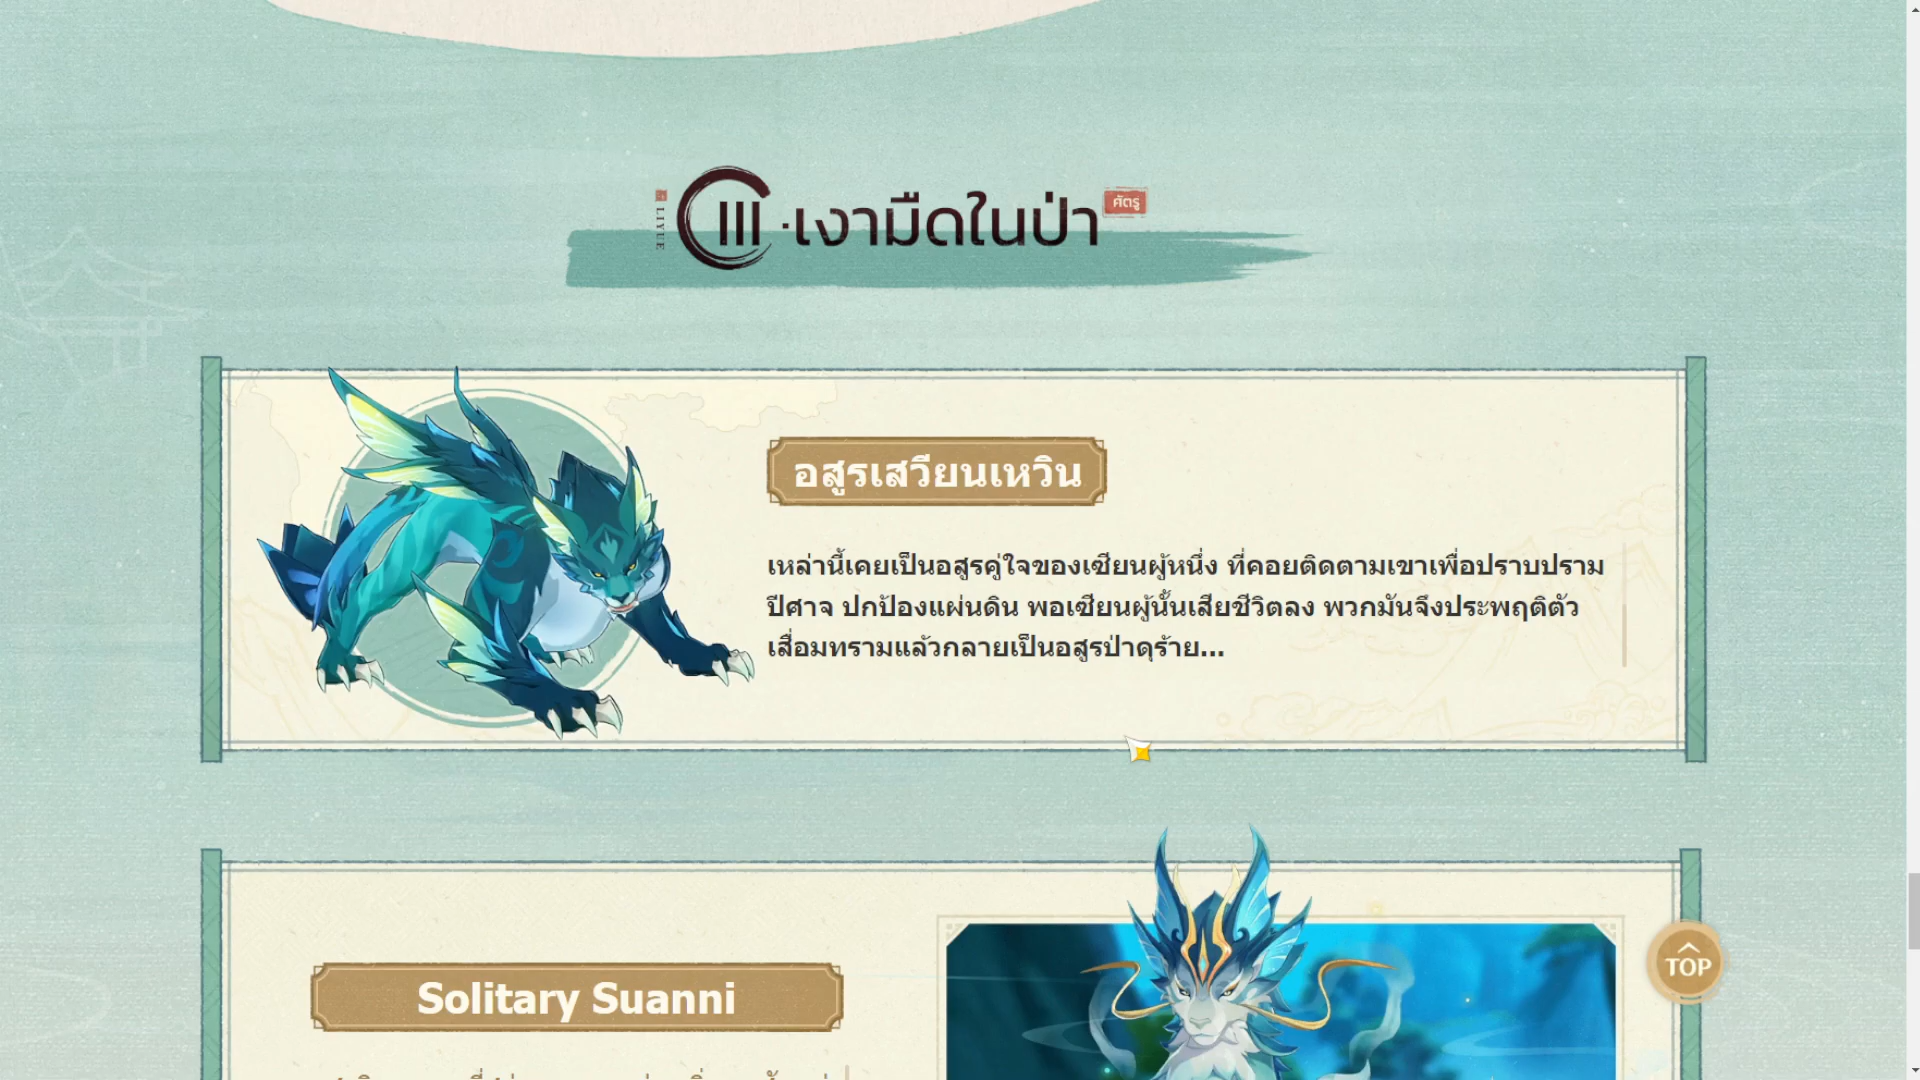 LIYUE
III ·เงามืดในป่า
ศัตรู
อสูรเสวียนเหวิน
เหล่านี้เคยเป็นอสูรคู่ใจของเซียนผู้หนึ่ง ที่คอยติดตามเขาเพื่อปราบปราม
ปีศาจ ปกป้องแผ่นดิน พอเซียนผู้นั้นเสียชีวิตลง พวกมันจึงประพฤติตัว
เสื่อมทรามแล้วกลายเป็นอสูรป่าดุร้าย...
Solitary Suanni
TOP